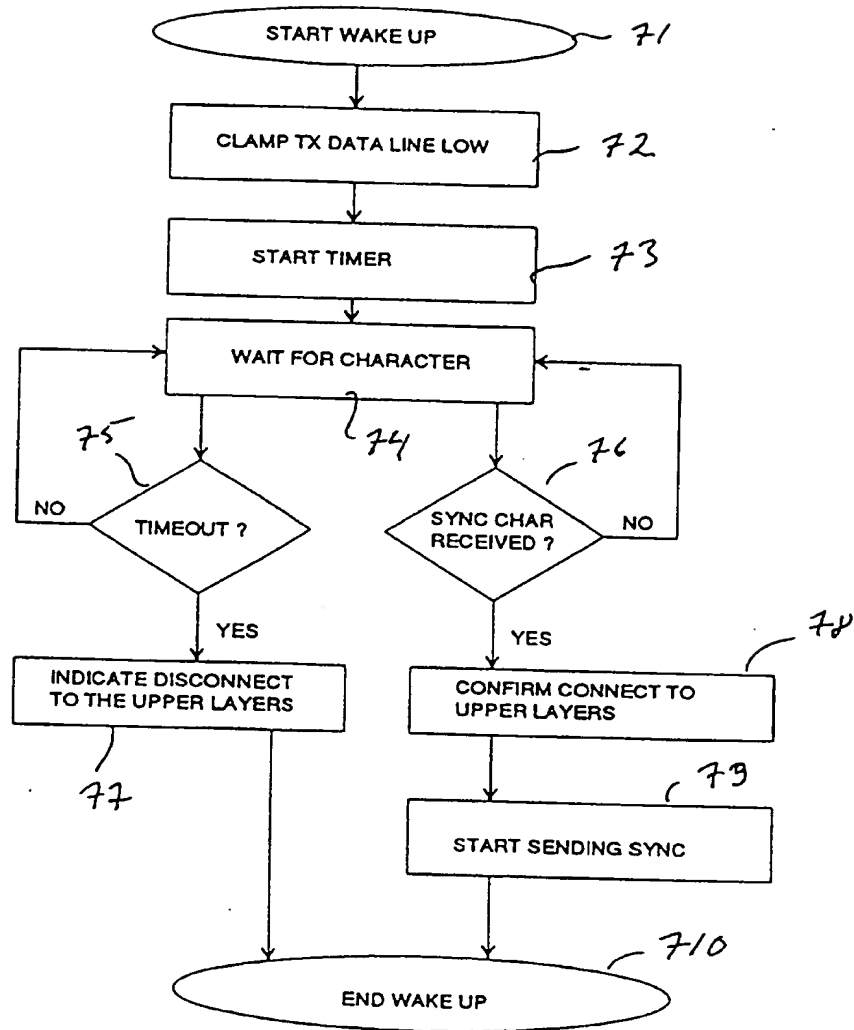 START WAKE UP
71
CLAMP TX DATA LINE LOW
72
START TIMER
73
WAIT FOR CHARACTER
74
75
76
TIMEOUT ?
NO
SYNC CHAR
RECEIVED ?
NO
YES
YES
INDICATE DISCONNECT
TO THE UPPER LAYERS
77
CONFIRM CONNECT TO
UPPER LAYERS
78
79
START SENDING SYNC
710
END WAKE UP